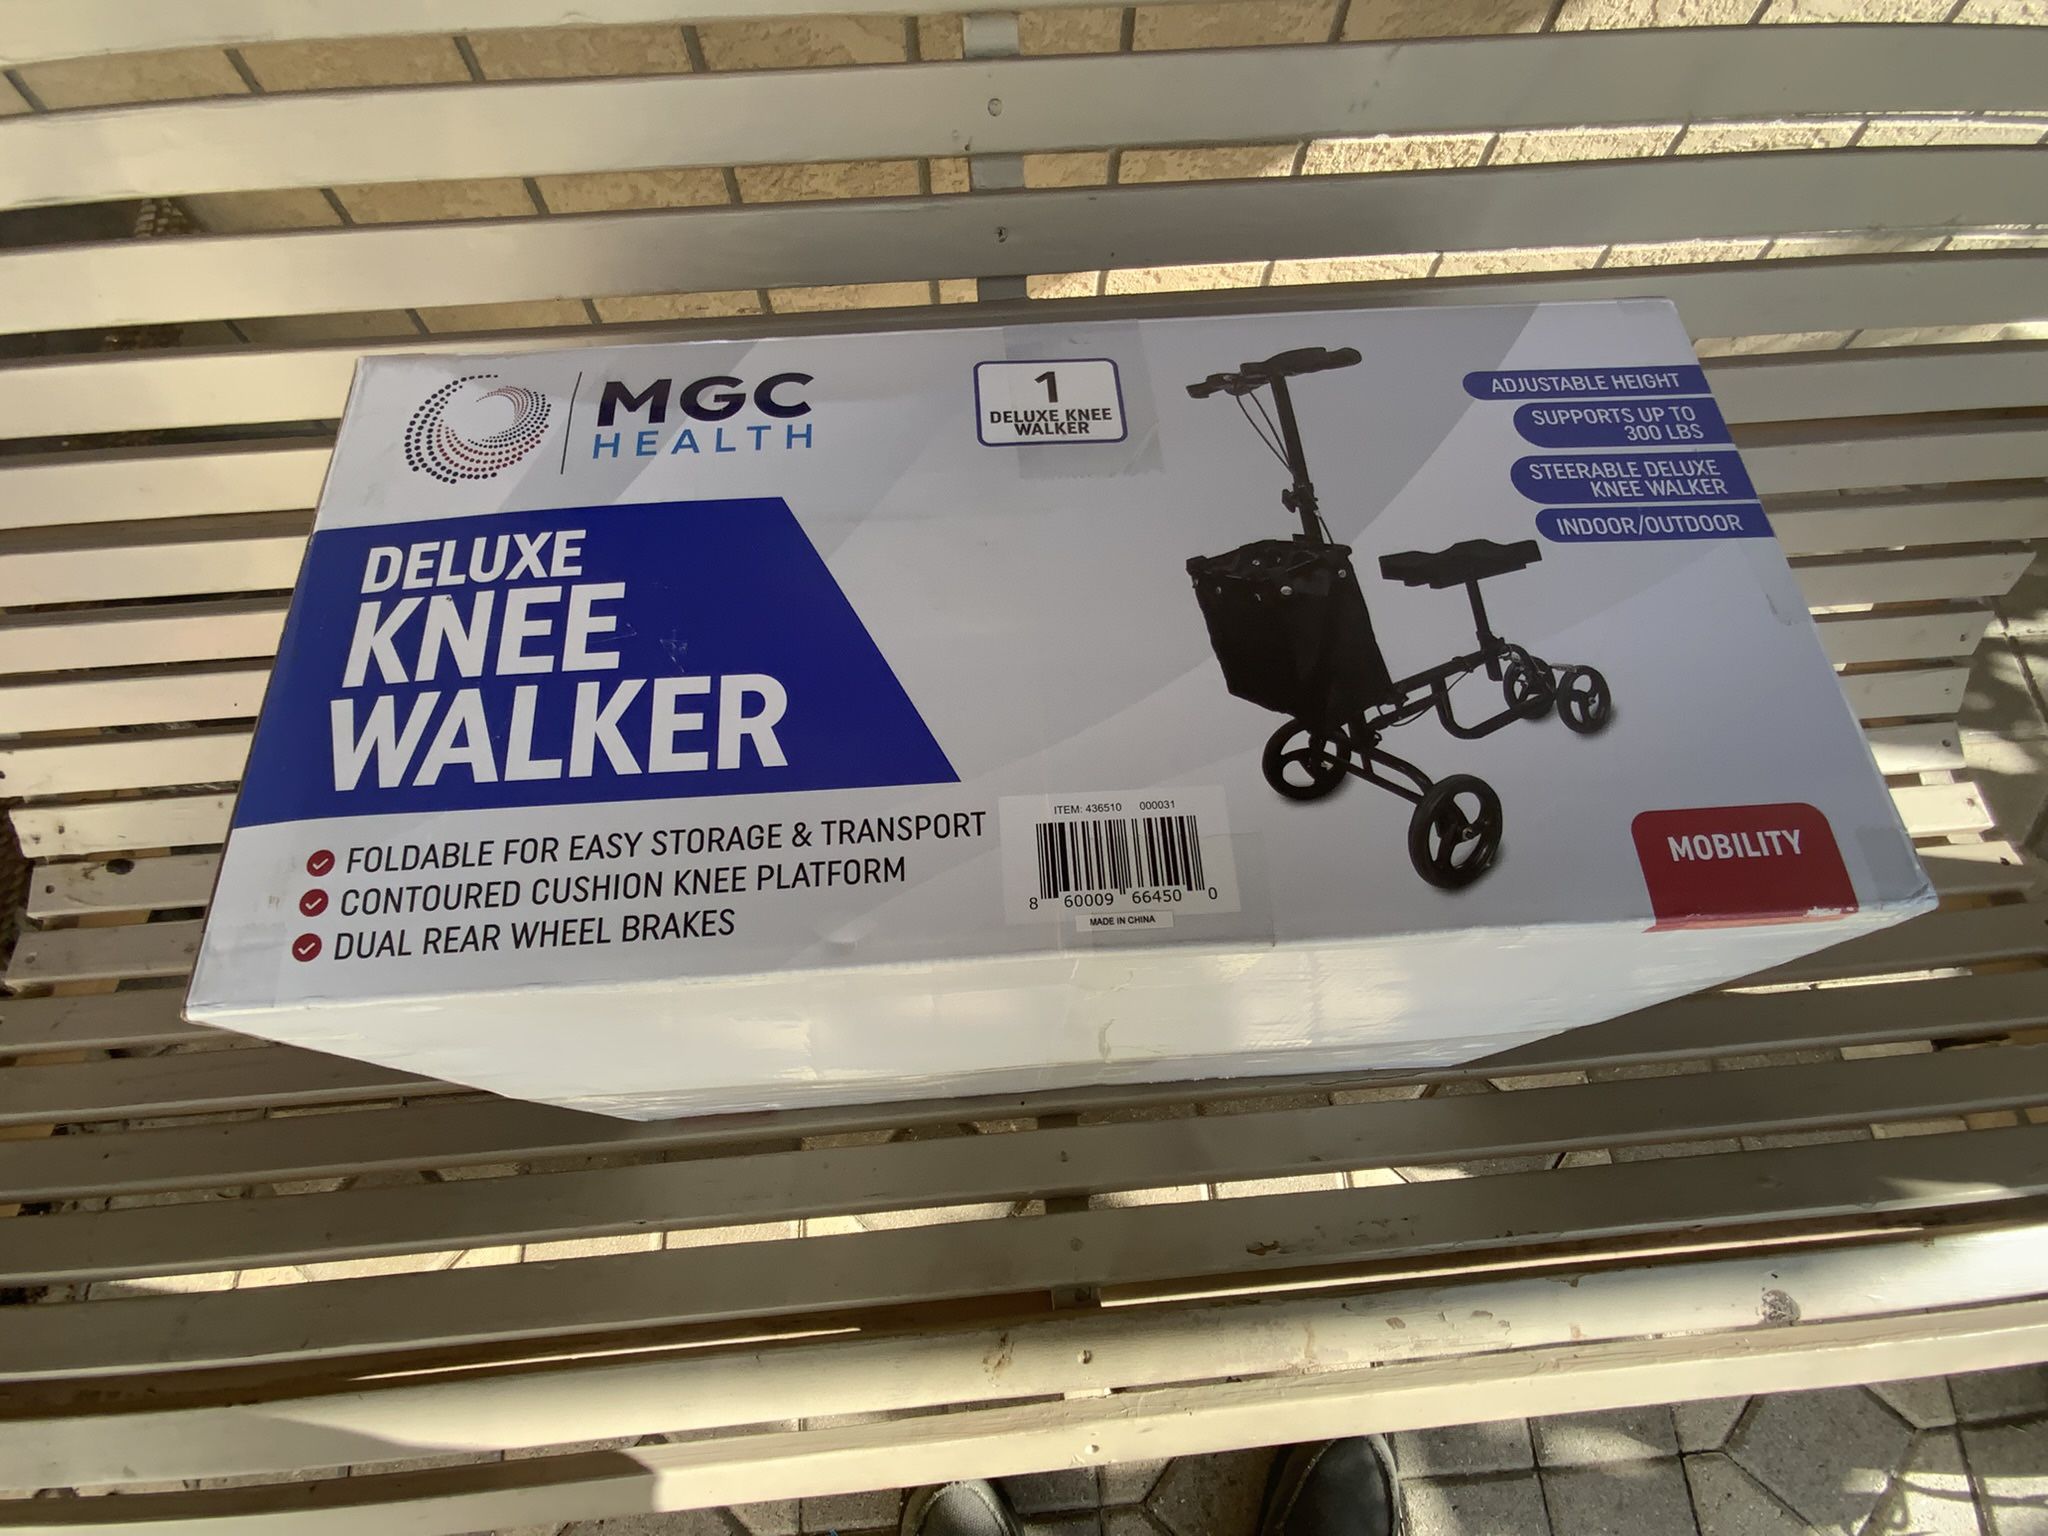 MGC
HEALTH
1
DELUXE KNEE
WALKER
ADJUSTABLE HEIGHT
SUPPORTS UP TO
300 LBS
STEERABLE DELUXE
KNEE WALKER
INDOOR/OUTDOOR
DELUXE
KNEE
WALKER
FOLDABLE FOR EASY STORAGE & TRANSPORT
CONTOURED CUSHION KNEE PLATFORM
DUAL REAR WHEEL BRAKES
ITEM: 436510 000031
8 60009 66450 0
MADE IN CHINA
MOBILITY